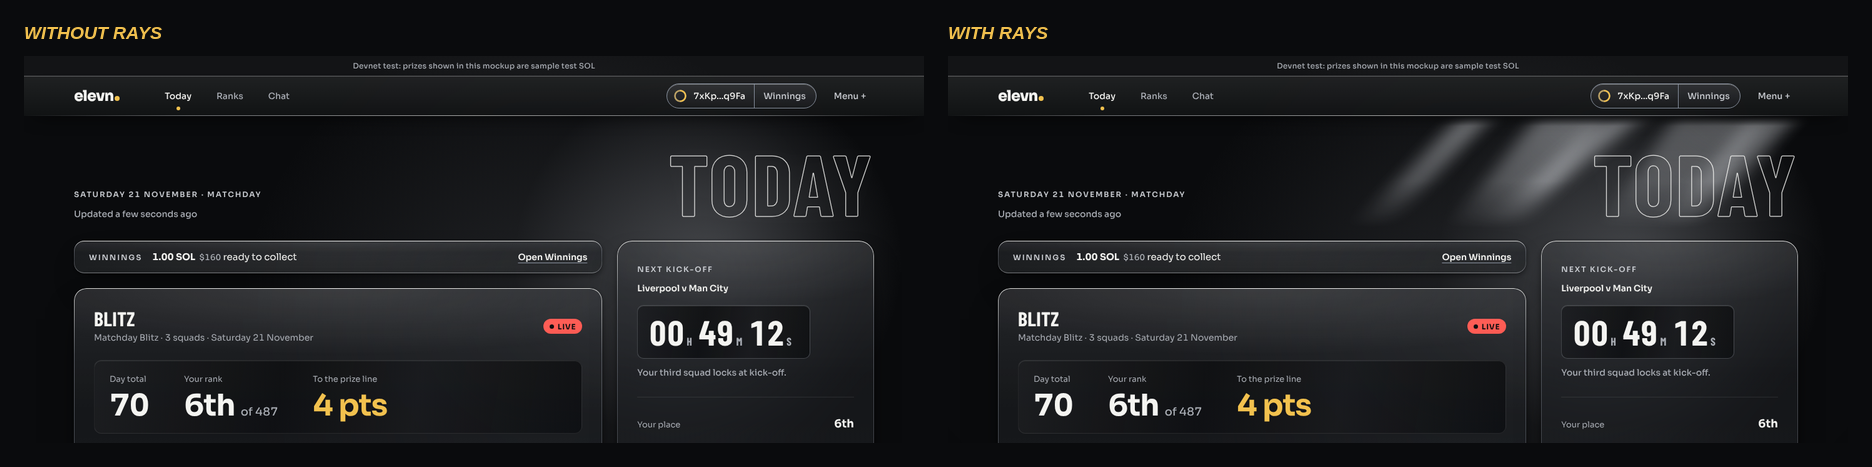 WITHOUT RAYS
Devnet test: prizes shown in this mockup are sample test SOL
elevn. Today Ranks Chat 7xKp...q9Fa Winnings Menu +
TODAY
SATURDAY 21 NOVEMBER · MATCHDAY
Updated a few seconds ago
WINNINGS 1.00 SOL $160 ready to collect Open Winnings
BLITZ
LIVE
Matchday Blitz · 3 squads · Saturday 21 November
Day total Your rank To the prize line
70 6th of 487 4 pts
NEXT KICK-OFF
Liverpool v Man City
00 H 49 M 12 S
Your third squad locks at kick-off.
Your place 6th
WITH RAYS
Devnet test: prizes shown in this mockup are sample test SOL
elevn. Today Ranks Chat 7xKp...q9Fa Winnings Menu +
TODAY
SATURDAY 21 NOVEMBER · MATCHDAY
Updated a few seconds ago
WINNINGS 1.00 SOL $160 ready to collect Open Winnings
BLITZ
LIVE
Matchday Blitz · 3 squads · Saturday 21 November
Day total Your rank To the prize line
70 6th of 487 4 pts
NEXT KICK-OFF
Liverpool v Man City
00 H 49 M 12 S
Your third squad locks at kick-off.
Your place 6th